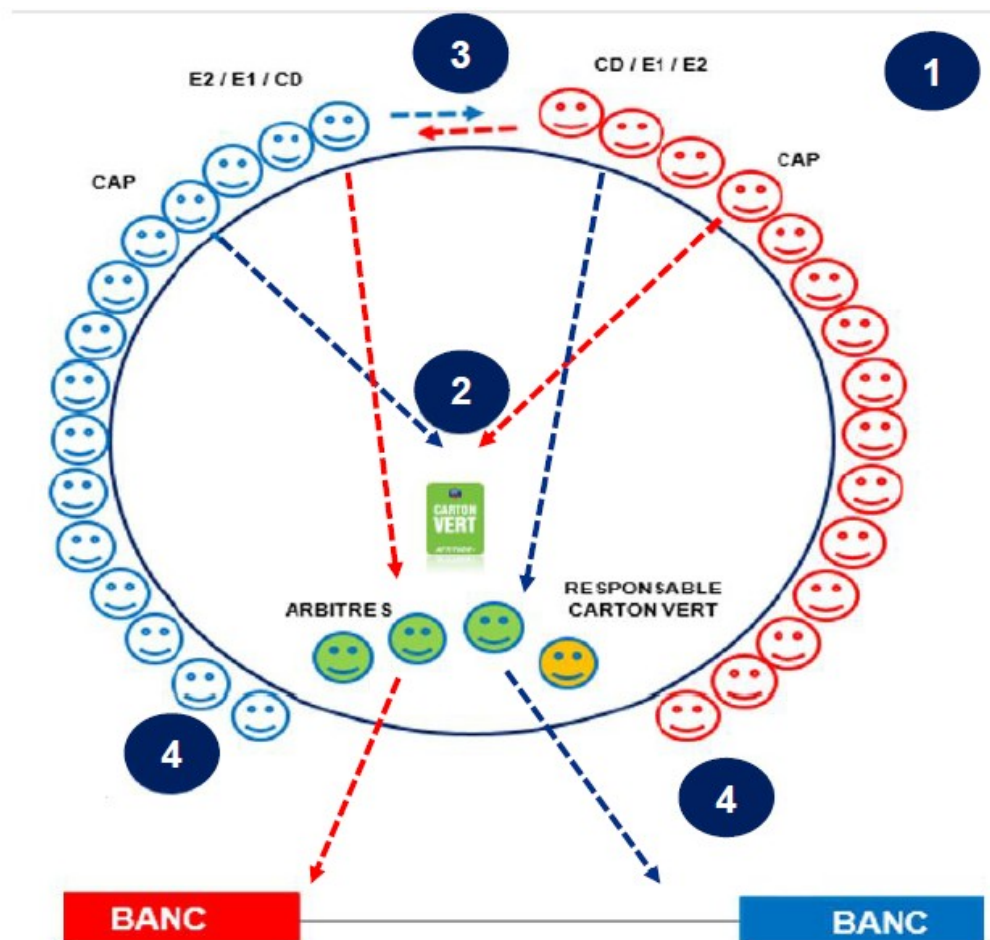 3
1
E2 / E1 / CD
CD / E1 / E2
CAP
CAP
2
CARTON
VERT
ARBITRES
RESPONSABLE
CARTON VERT
4
4
BANC
BANC